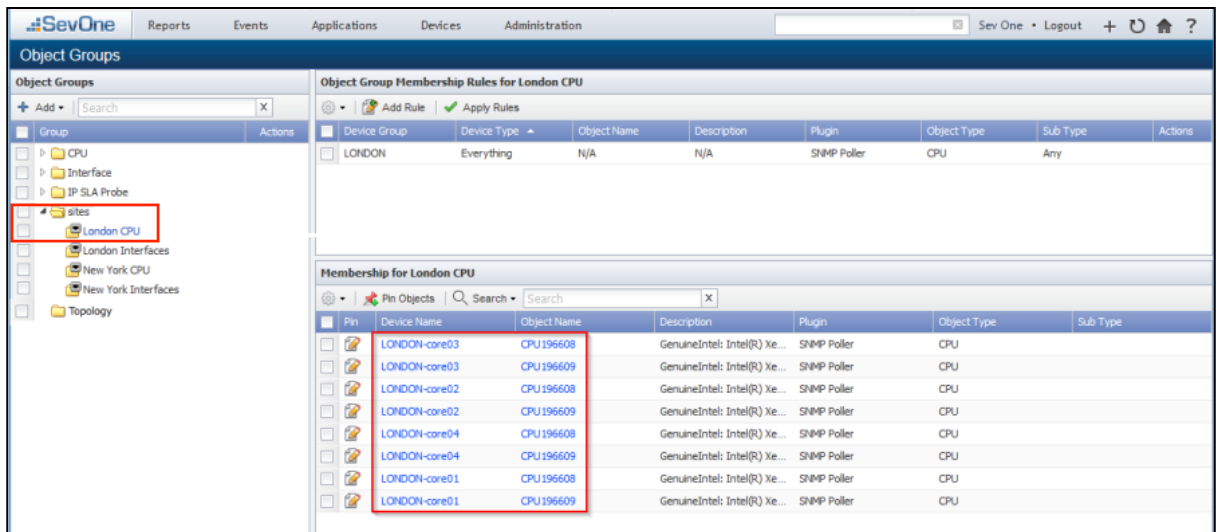 SevOne Reports Events Applications Devices Administration Sev One • Logout + ?
Object Groups
Object Groups
Add Search X
Group Actions
CPU
Interface
IP SLA Probe
sites
London CPU
London Interfaces
New York CPU
New York Interfaces
Topology
Object Group Membership Rules for London CPU
Add Rule Apply Rules
Device Group Device Type Object Name Description Plugin Object Type Sub Type Actions
LONDON Everything N/A N/A SNMP Poller CPU Any
Membership for London CPU
Pin Objects Search Search X
Pin Device Name Object Name Description Plugin Object Type Sub Type
LONDON-core03 CPU196608 GenuineIntel: Intel(R) Xe... SNMP Poller CPU
LONDON-core03 CPU196609 GenuineIntel: Intel(R) Xe... SNMP Poller CPU
LONDON-core02 CPU196608 GenuineIntel: Intel(R) Xe... SNMP Poller CPU
LONDON-core02 CPU196609 GenuineIntel: Intel(R) Xe... SNMP Poller CPU
LONDON-core04 CPU196608 GenuineIntel: Intel(R) Xe... SNMP Poller CPU
LONDON-core04 CPU196609 GenuineIntel: Intel(R) Xe... SNMP Poller CPU
LONDON-core01 CPU196608 GenuineIntel: Intel(R) Xe... SNMP Poller CPU
LONDON-core01 CPU196609 GenuineIntel: Intel(R) Xe... SNMP Poller CPU